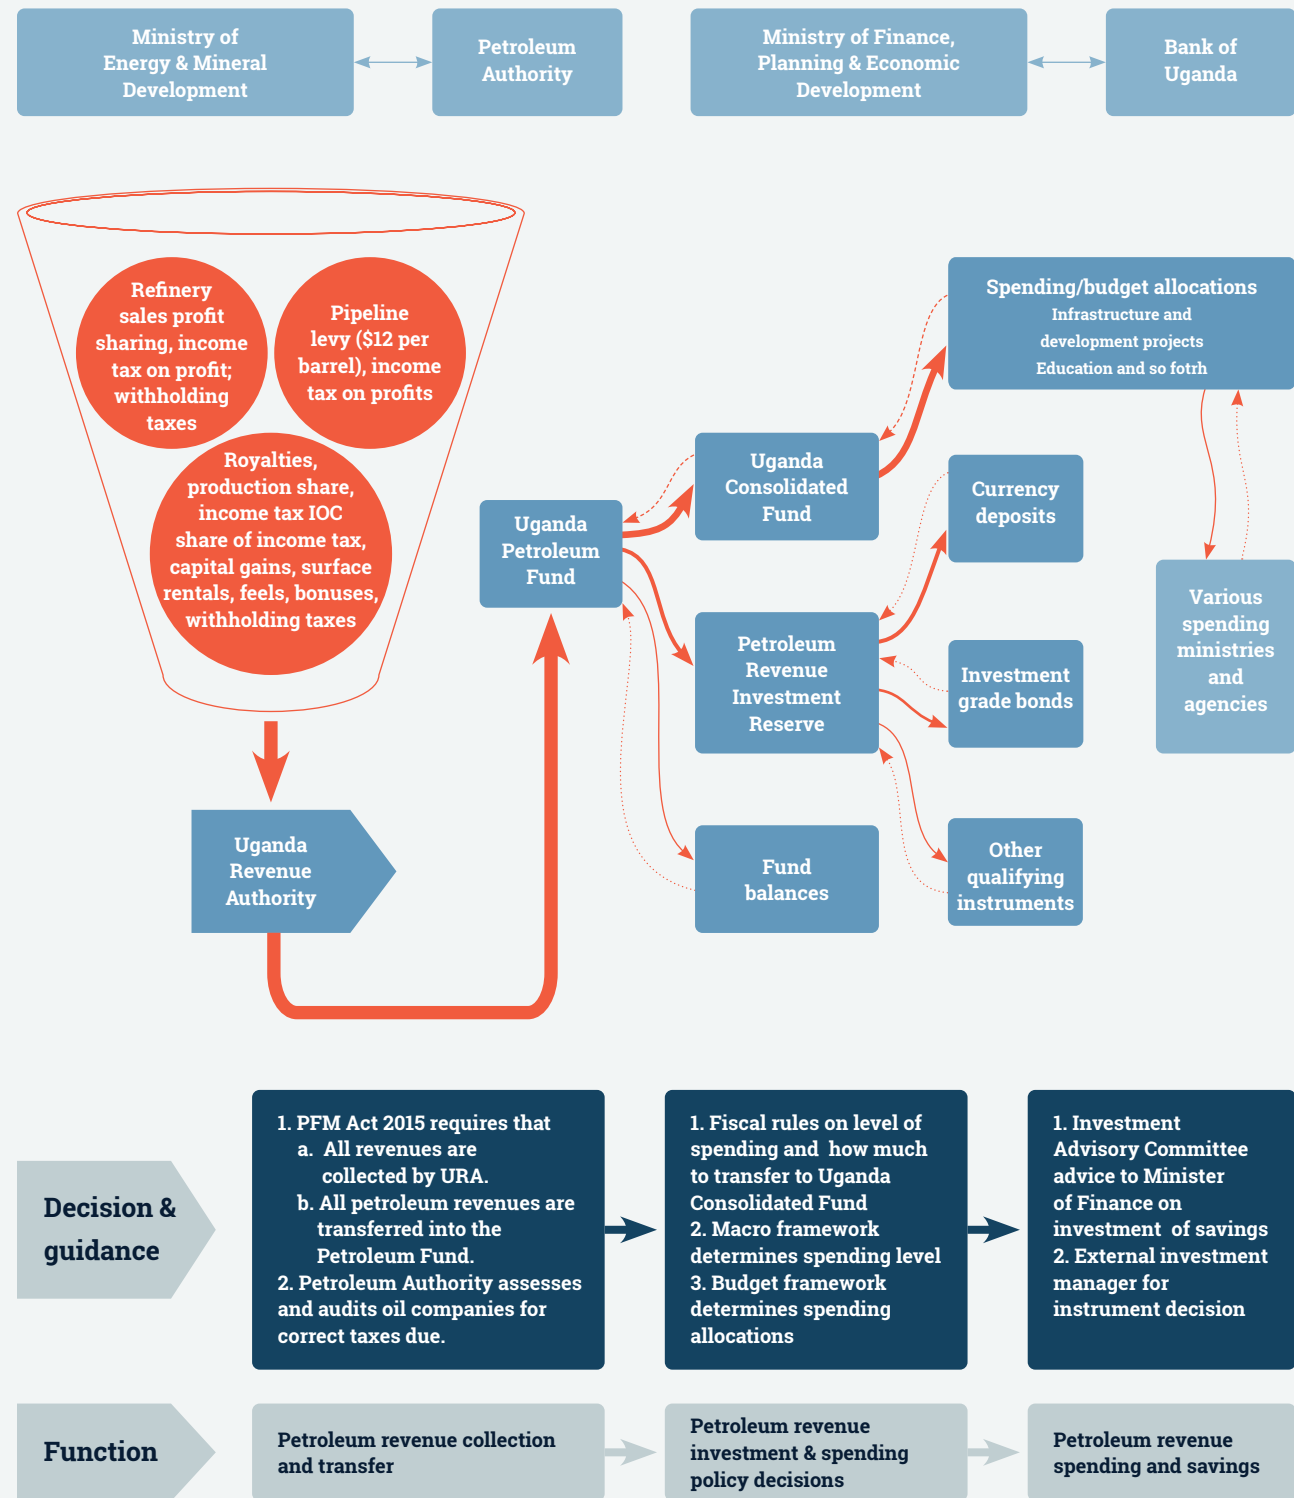 Ministry of
Energy & Mineral
Development
Petroleum
Authority
Ministry of Finance,
Planning & Economic
Development
Bank of
Uganda
Refinery
sales profit
sharing, income
tax on profit;
withholding
taxes
Pipeline
levy ($12 per
barrel), income
tax on profits
Royalties,
production share,
income tax IOC
share of income tax,
capital gains, surface
rentals, feels, bonuses,
withholding taxes
Uganda
Revenue
Authority
Uganda
Petroleum
Fund
Uganda
Consolidated
Fund
Petroleum
Revenue
Investment
Reserve
Fund
balances
Spending/budget allocations
Infrastructure and
development projects
Education and so fotrh
Currency
deposits
Investment
grade bonds
Other
qualifying
instruments
Various
spending
ministries
and
agencies
Decision &
guidance
1. PFM Act 2015 requires that
a. All revenues are
collected by URA.
b. All petroleum revenues are
transferred into the
Petroleum Fund.
2. Petroleum Authority assesses
and audits oil companies for
correct taxes due.
1. Fiscal rules on level of
spending and how much
to transfer to Uganda
Consolidated Fund
2. Macro framework
determines spending level
3. Budget framework
determines spending
allocations
1. Investment
Advisory Committee
advice to Minister
of Finance on
investment of savings
2. External investment
manager for
instrument decision
Function
Petroleum revenue collection
and transfer
Petroleum revenue
investment & spending
policy decisions
Petroleum revenue
spending and savings